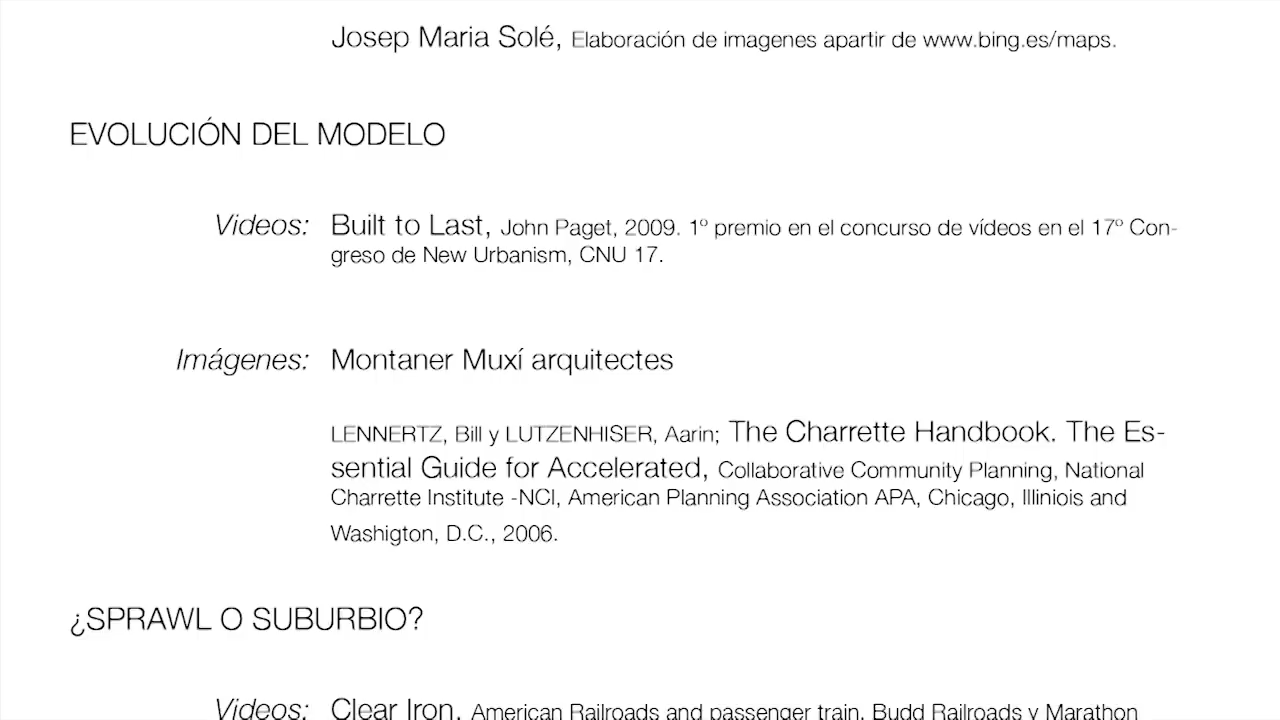 Josep Maria Solé, Elaboración de imagenes apartir de www.bing.es/maps.
EVOLUCIÓN DEL MODELO
Videos: Built to Last, John Paget, 2009. 1º premio en el concurso de vídeos en el 17º Con-
greso de New Urbanism, CNU 17.
Imágenes: Montaner Muxí arquitectes
LENNERTZ, Bill y LUTZENHISER, Aarin; The Charrette Handbook. The Es-
sential Guide for Accelerated, Collaborative Community Planning, National
Charrette Institute -NCI, American Planning Association APA, Chicago, Illiniois and
Washigton, D.C., 2006.
¿SPRAWL O SUBURBIO?
Videos: Clear Iron, American Railroads and passenger train, Budd Railroads y Marathon